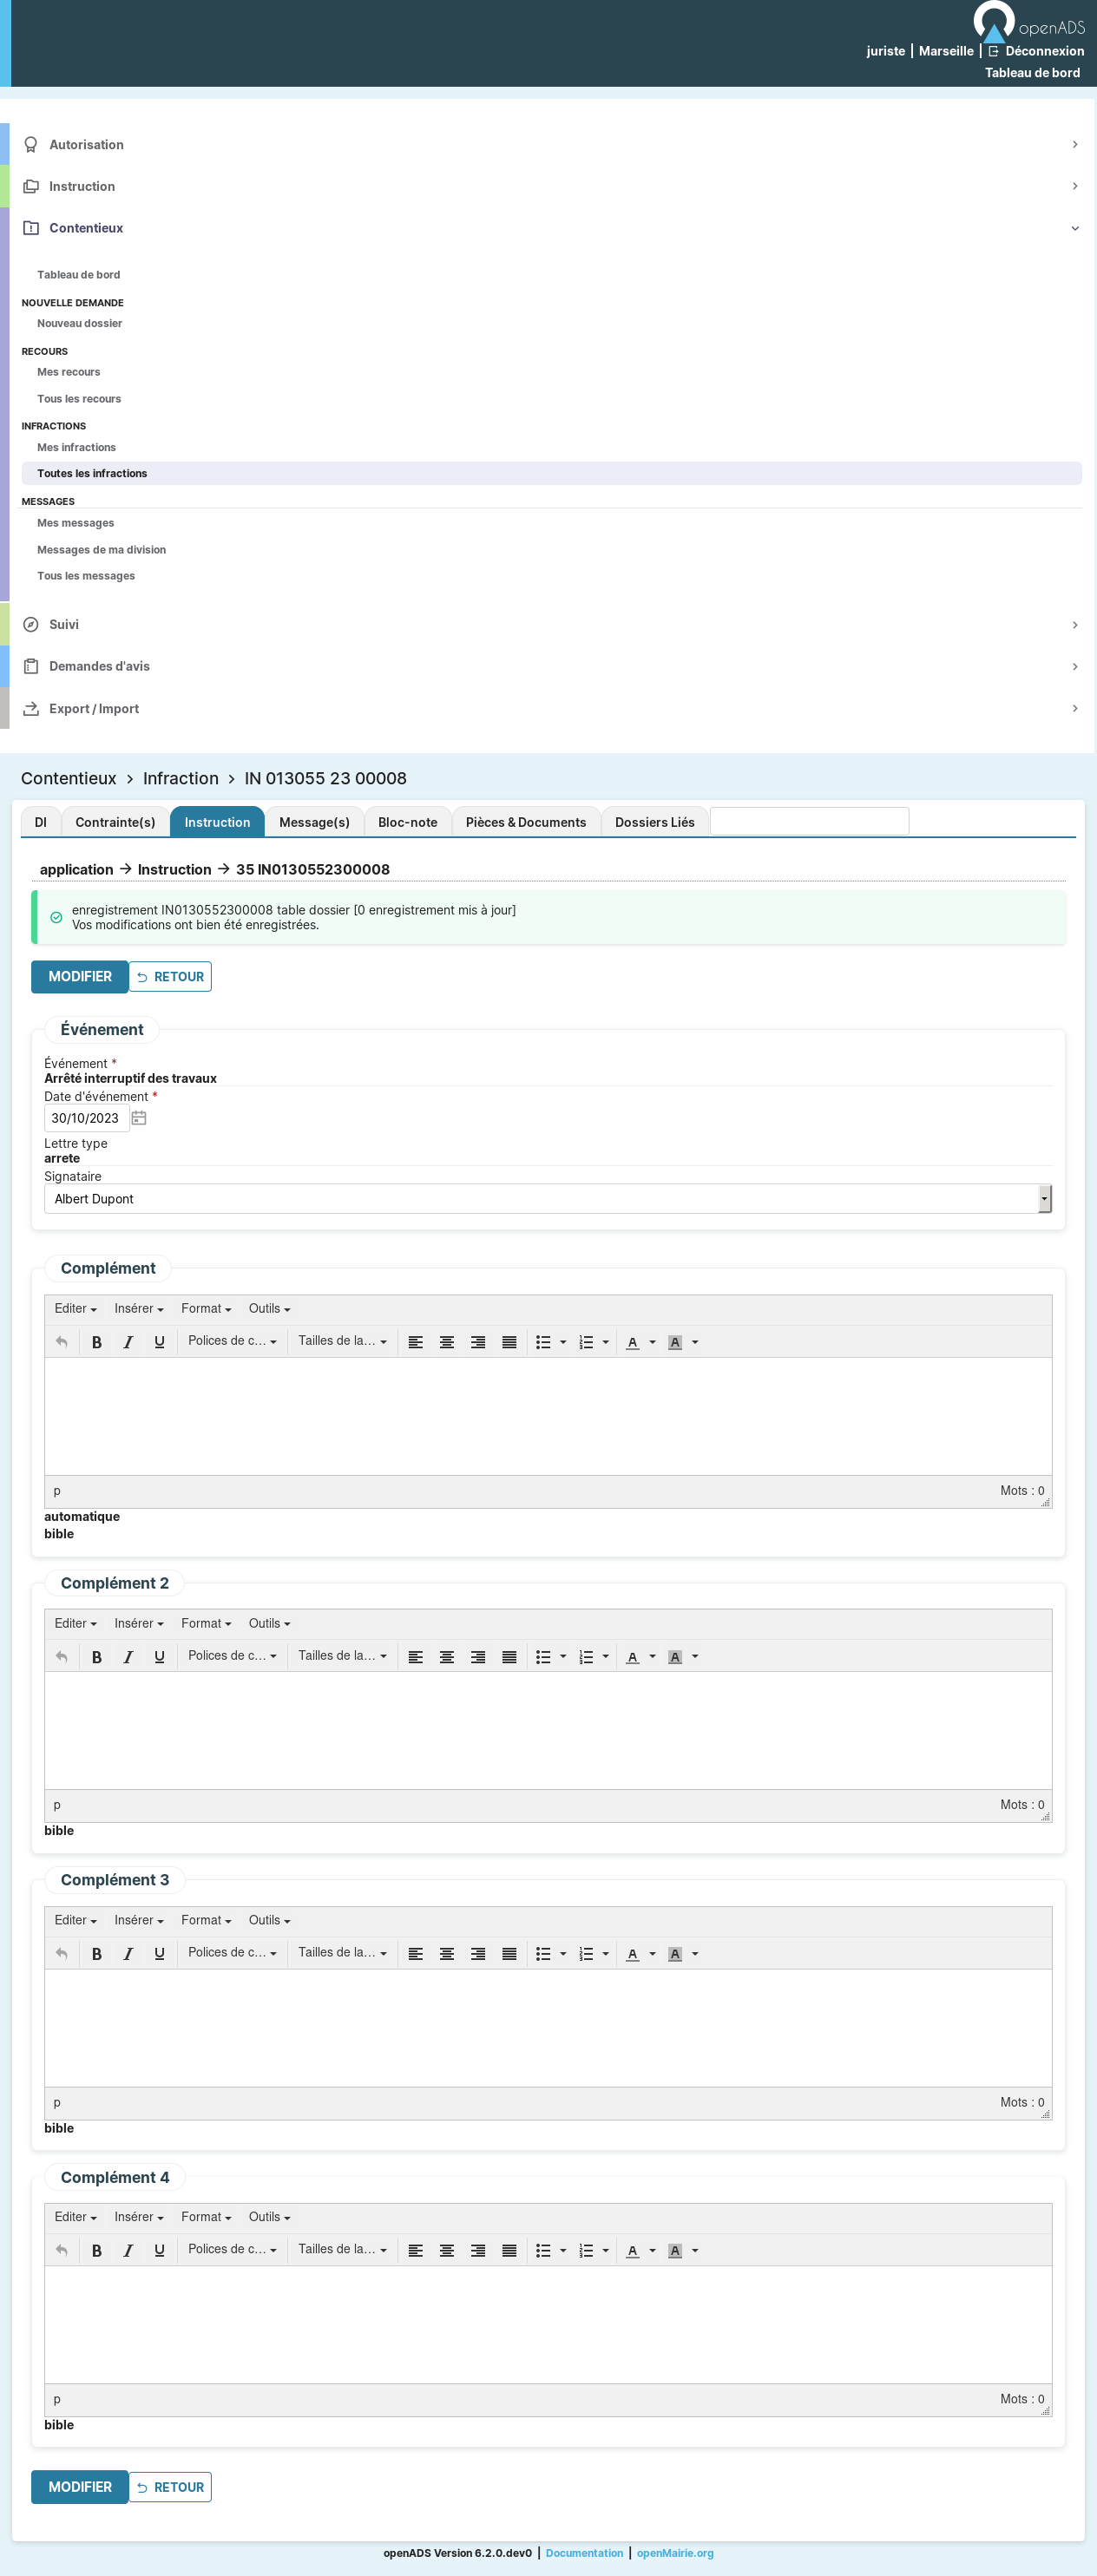 openADS
juriste | Marseille | Déconnexion
Tableau de bord
Autorisation
Instruction
Contentieux
Tableau de bord
NOUVELLE DEMANDE
Nouveau dossier
RECOURS
Mes recours
Tous les recours
INFRACTIONS
Mes infractions
Toutes les infractions
MESSAGES
Mes messages
Messages de ma division
Tous les messages
Suivi
Demandes d'avis
Export / Import
Contentieux > Infraction > IN 013055 23 00008
DI Contrainte(s) Instruction Message(s) Bloc-note Pièces & Documents Dossiers Liés
application → Instruction → 35 IN0130552300008
enregistrement IN0130552300008 table dossier [0 enregistrement mis à jour]
Vos modifications ont bien été enregistrées.
MODIFIER RETOUR
Événement
Événement *
Arrêté interruptif des travaux
Date d'événement *
30/10/2023
Lettre type
arrete
Signataire
Albert Dupont
Complément
Editer Insérer Format Outils
B I U Polices de c... Tailles de la... A A
p Mots : 0
automatique
bible
Complément 2
Editer Insérer Format Outils
B I U Polices de c... Tailles de la... A A
p Mots : 0
bible
Complément 3
Editer Insérer Format Outils
B I U Polices de c... Tailles de la... A A
p Mots : 0
bible
Complément 4
Editer Insérer Format Outils
B I U Polices de c... Tailles de la... A A
p Mots : 0
bible
MODIFIER RETOUR
openADS Version 6.2.0.dev0 | Documentation | openMairie.org